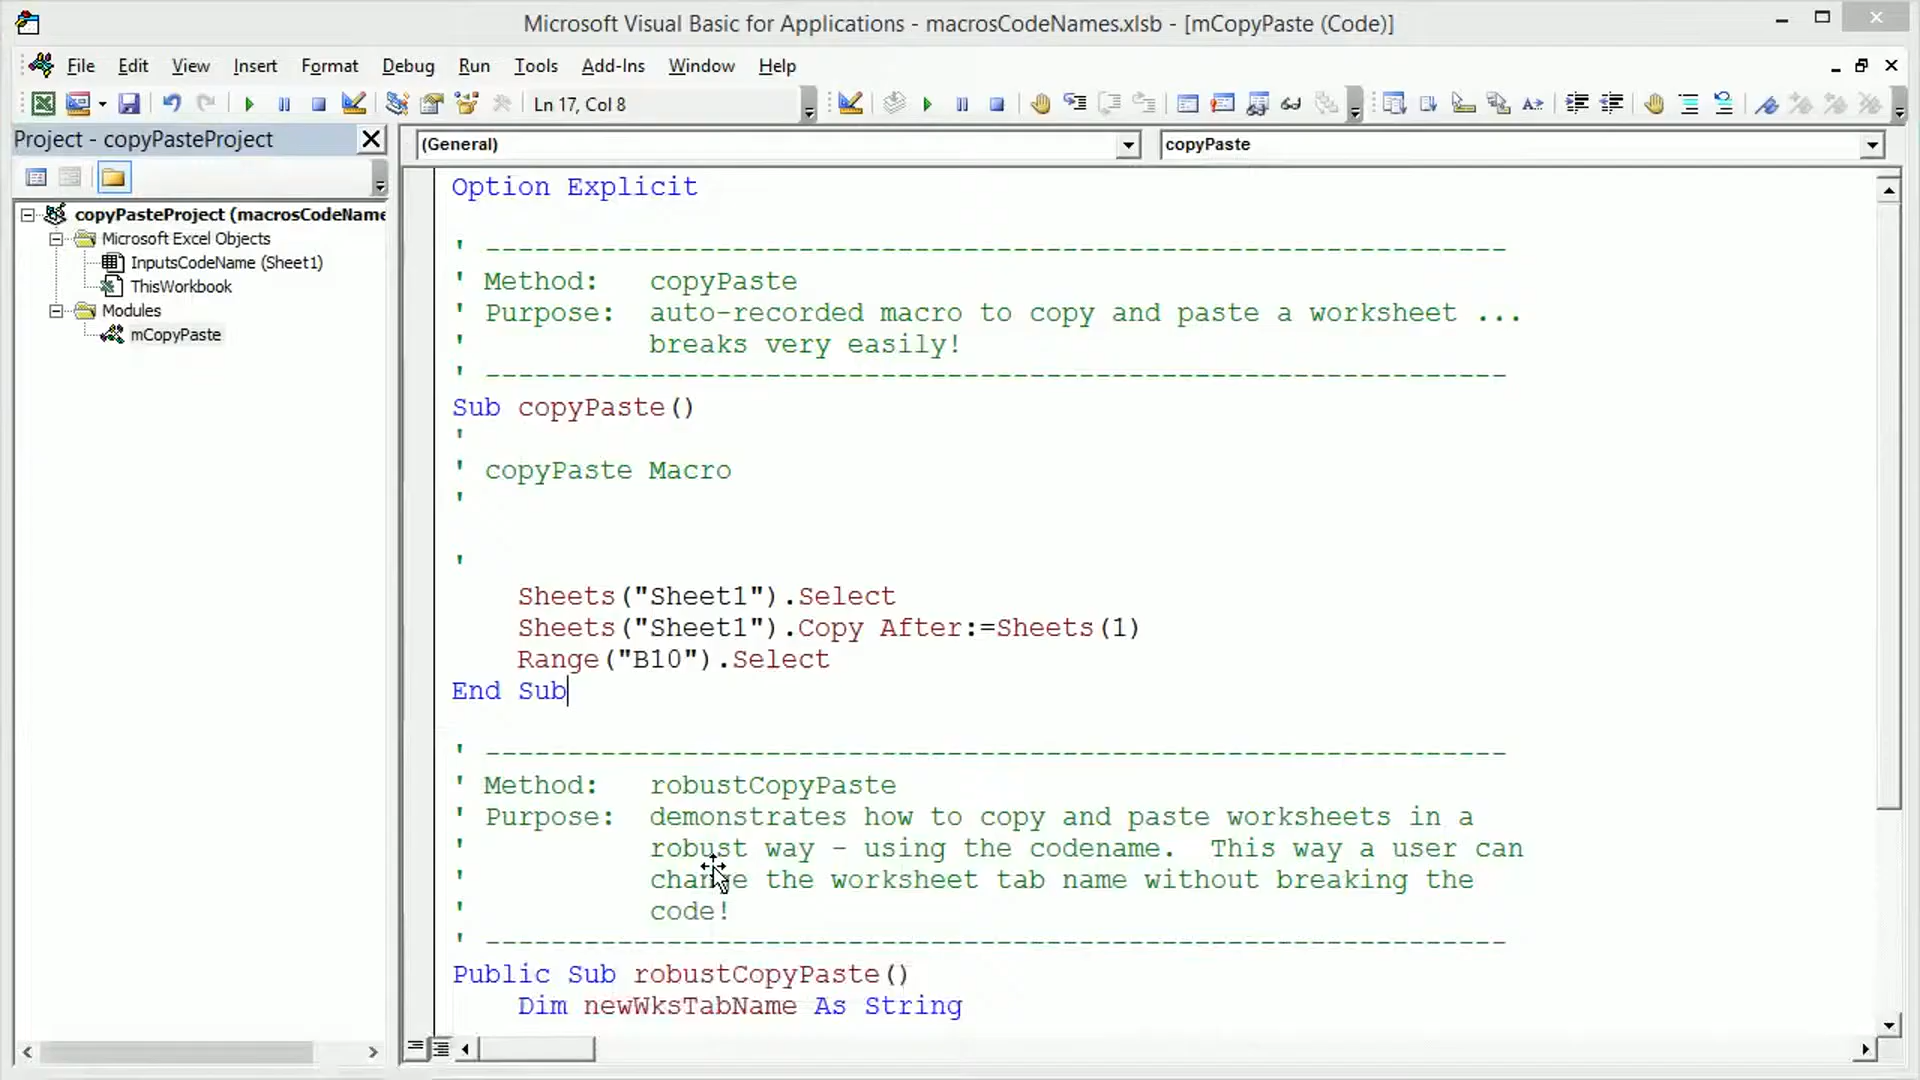 Microsoft Visual Basic for Applications - macrosCodeNames.xlsb - [mCopyPaste (Code)]
File Edit View Insert Format Debug Run Tools Add-Ins Window Help
Ln 17, Col 8
Project - copyPasteProject
(General)
copyPaste
copyPasteProject (macrosCodeName
Microsoft Excel Objects
InputsCodeName (Sheet1)
ThisWorkbook
Modules
mCopyPaste
Option Explicit
' --------------------------------------------------------------
' Method:   copyPaste
' Purpose:  auto-recorded macro to copy and paste a worksheet ...
'           breaks very easily!
' --------------------------------------------------------------
Sub copyPaste()
'
' copyPaste Macro
'
'
    Sheets("Sheet1").Select
    Sheets("Sheet1").Copy After:=Sheets(1)
    Range("B10").Select
End Sub
' --------------------------------------------------------------
' Method:   robustCopyPaste
' Purpose:  demonstrates how to copy and paste worksheets in a
'           robust way - using the codename.  This way a user can
'           change the worksheet tab name without breaking the
'           code!
' --------------------------------------------------------------
Public Sub robustCopyPaste()
    Dim newWksTabName As String